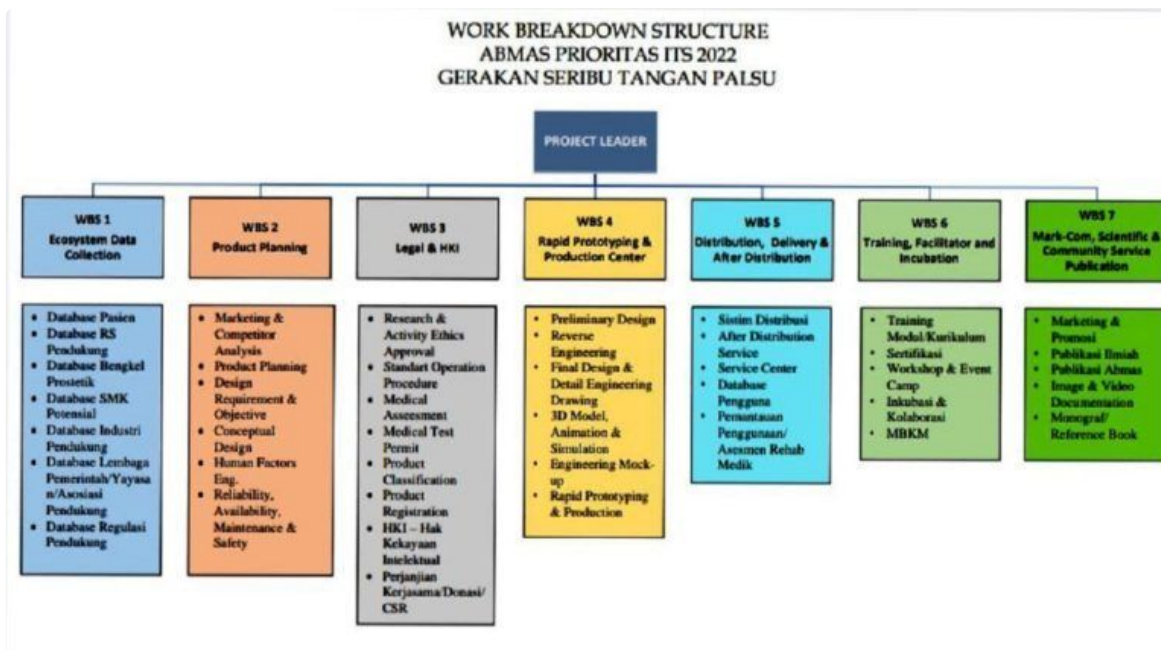 WORK BREAKDOWN STRUCTURE
ABMAS PRIORITAS ITS 2022
GERAKAN SERIBU TANGAN PALSU
PROJECT LEADER
WBS 1
Ecosystem Data
Collection
• Database Pasien
• Database RS
Pendukung
• Database Bengkel
Prostetik
• Database SMK
Potensial
• Database Industri
Pendukung
• Database Lembaga
Pemerintah/Yayasa
n/Asosiasi
Pendukung
• Database Regulasi
Pendukung
WBS 2
Product Planning
• Marketing &
Competitor
Analysis
• Product Planning
• Design
Requirement &
Objective
• Conceptual
Design
• Human Factors
Eng.
• Reliability,
Availability,
Maintenance &
Safety
WBS 3
Legal & HKI
• Research &
Activity Ethics
Approval
• Standart Operation
Procedure
• Medical
Assesment
• Medical Test
Permit
• Product
Classification
• Product
Registration
• HKI – Hak
Kekayaan
Intelektual
• Perjanjian
Kerjasama/Donasi/
CSR
WBS 4
Rapid Prototyping &
Production Center
• Preliminary Design
• Reverse
Engineering
• Final Design &
Detail Engineering
Drawing
• 3D Model,
Animation &
Simulation
• Engineering Mock-
up
• Rapid Prototyping
& Production
WBS 5
Distribution, Delivery &
After Distribution
• Sistim Distribusi
• After Distribution
Service
• Service Center
• Database
Pengguna
• Pemantauan
Penggunaan/
Asesmen Rehab
Medik
WBS 6
Training, Facilitator and
Incubation
• Training
Modul/Kurikulum
• Sertifikasi
• Workshop & Event
Camp
• Inkubasi &
Kolaborasi
• MBKM
WBS 7
Mark-Com, Scientific &
Community Service
Publication
• Marketing &
Promosi
• Publikasi Ilmiah
• Publikasi Abmas
• Image & Video
Documentation
• Monograf/
Reference Book